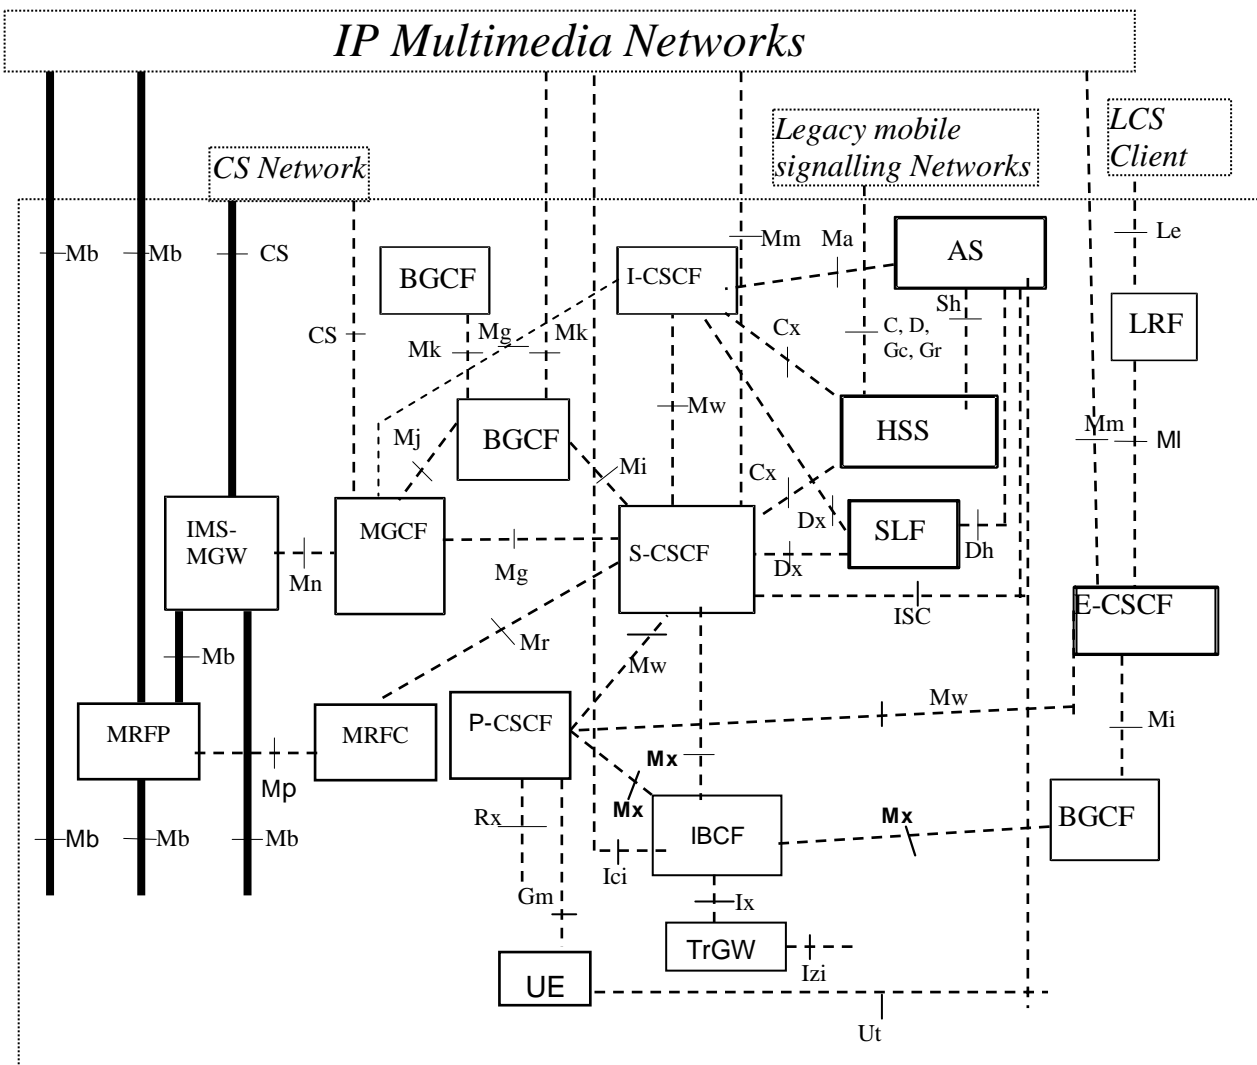 IP Multimedia Networks
Legacy mobile
signalling Networks
LCS
Client
CS Network
Mb
Mb
CS
Mm
Ma
AS
Le
BGCF
I-CSCF
Sh
CS
Mk
Mg
Mk
Cx
C, D,
Gc, Gr
LRF
Mw
Mj
BGCF
Mi
HSS
Mm
Ml
Cx
IMS-
MGW
MGCF
S-CSCF
Dx
SLF
Dh
Mn
Mg
Dx
ISC
E-CSCF
Mb
Mr
Mw
Mw
MRFP
MRFC
P-CSCF
Mi
Mx
Mp
Mx
Rx
IBCF
Mx
BGCF
Mb
Mb
Mb
Ici
Gm
Ix
TrGW
Izi
UE
Ut